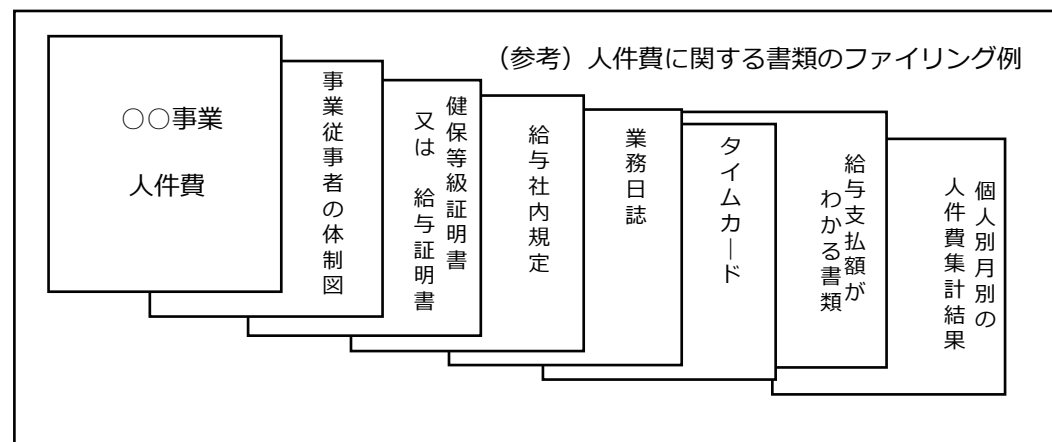 （参考）人件費に関する書類のファイリング例
○○事業
人件費
事業従事者の体制図
健保等級証明書
又は　給与証明書
給与社内規定
業務日誌
タイムカード
給与支払額が
わかる書類
個人別月別の
人件費集計結果